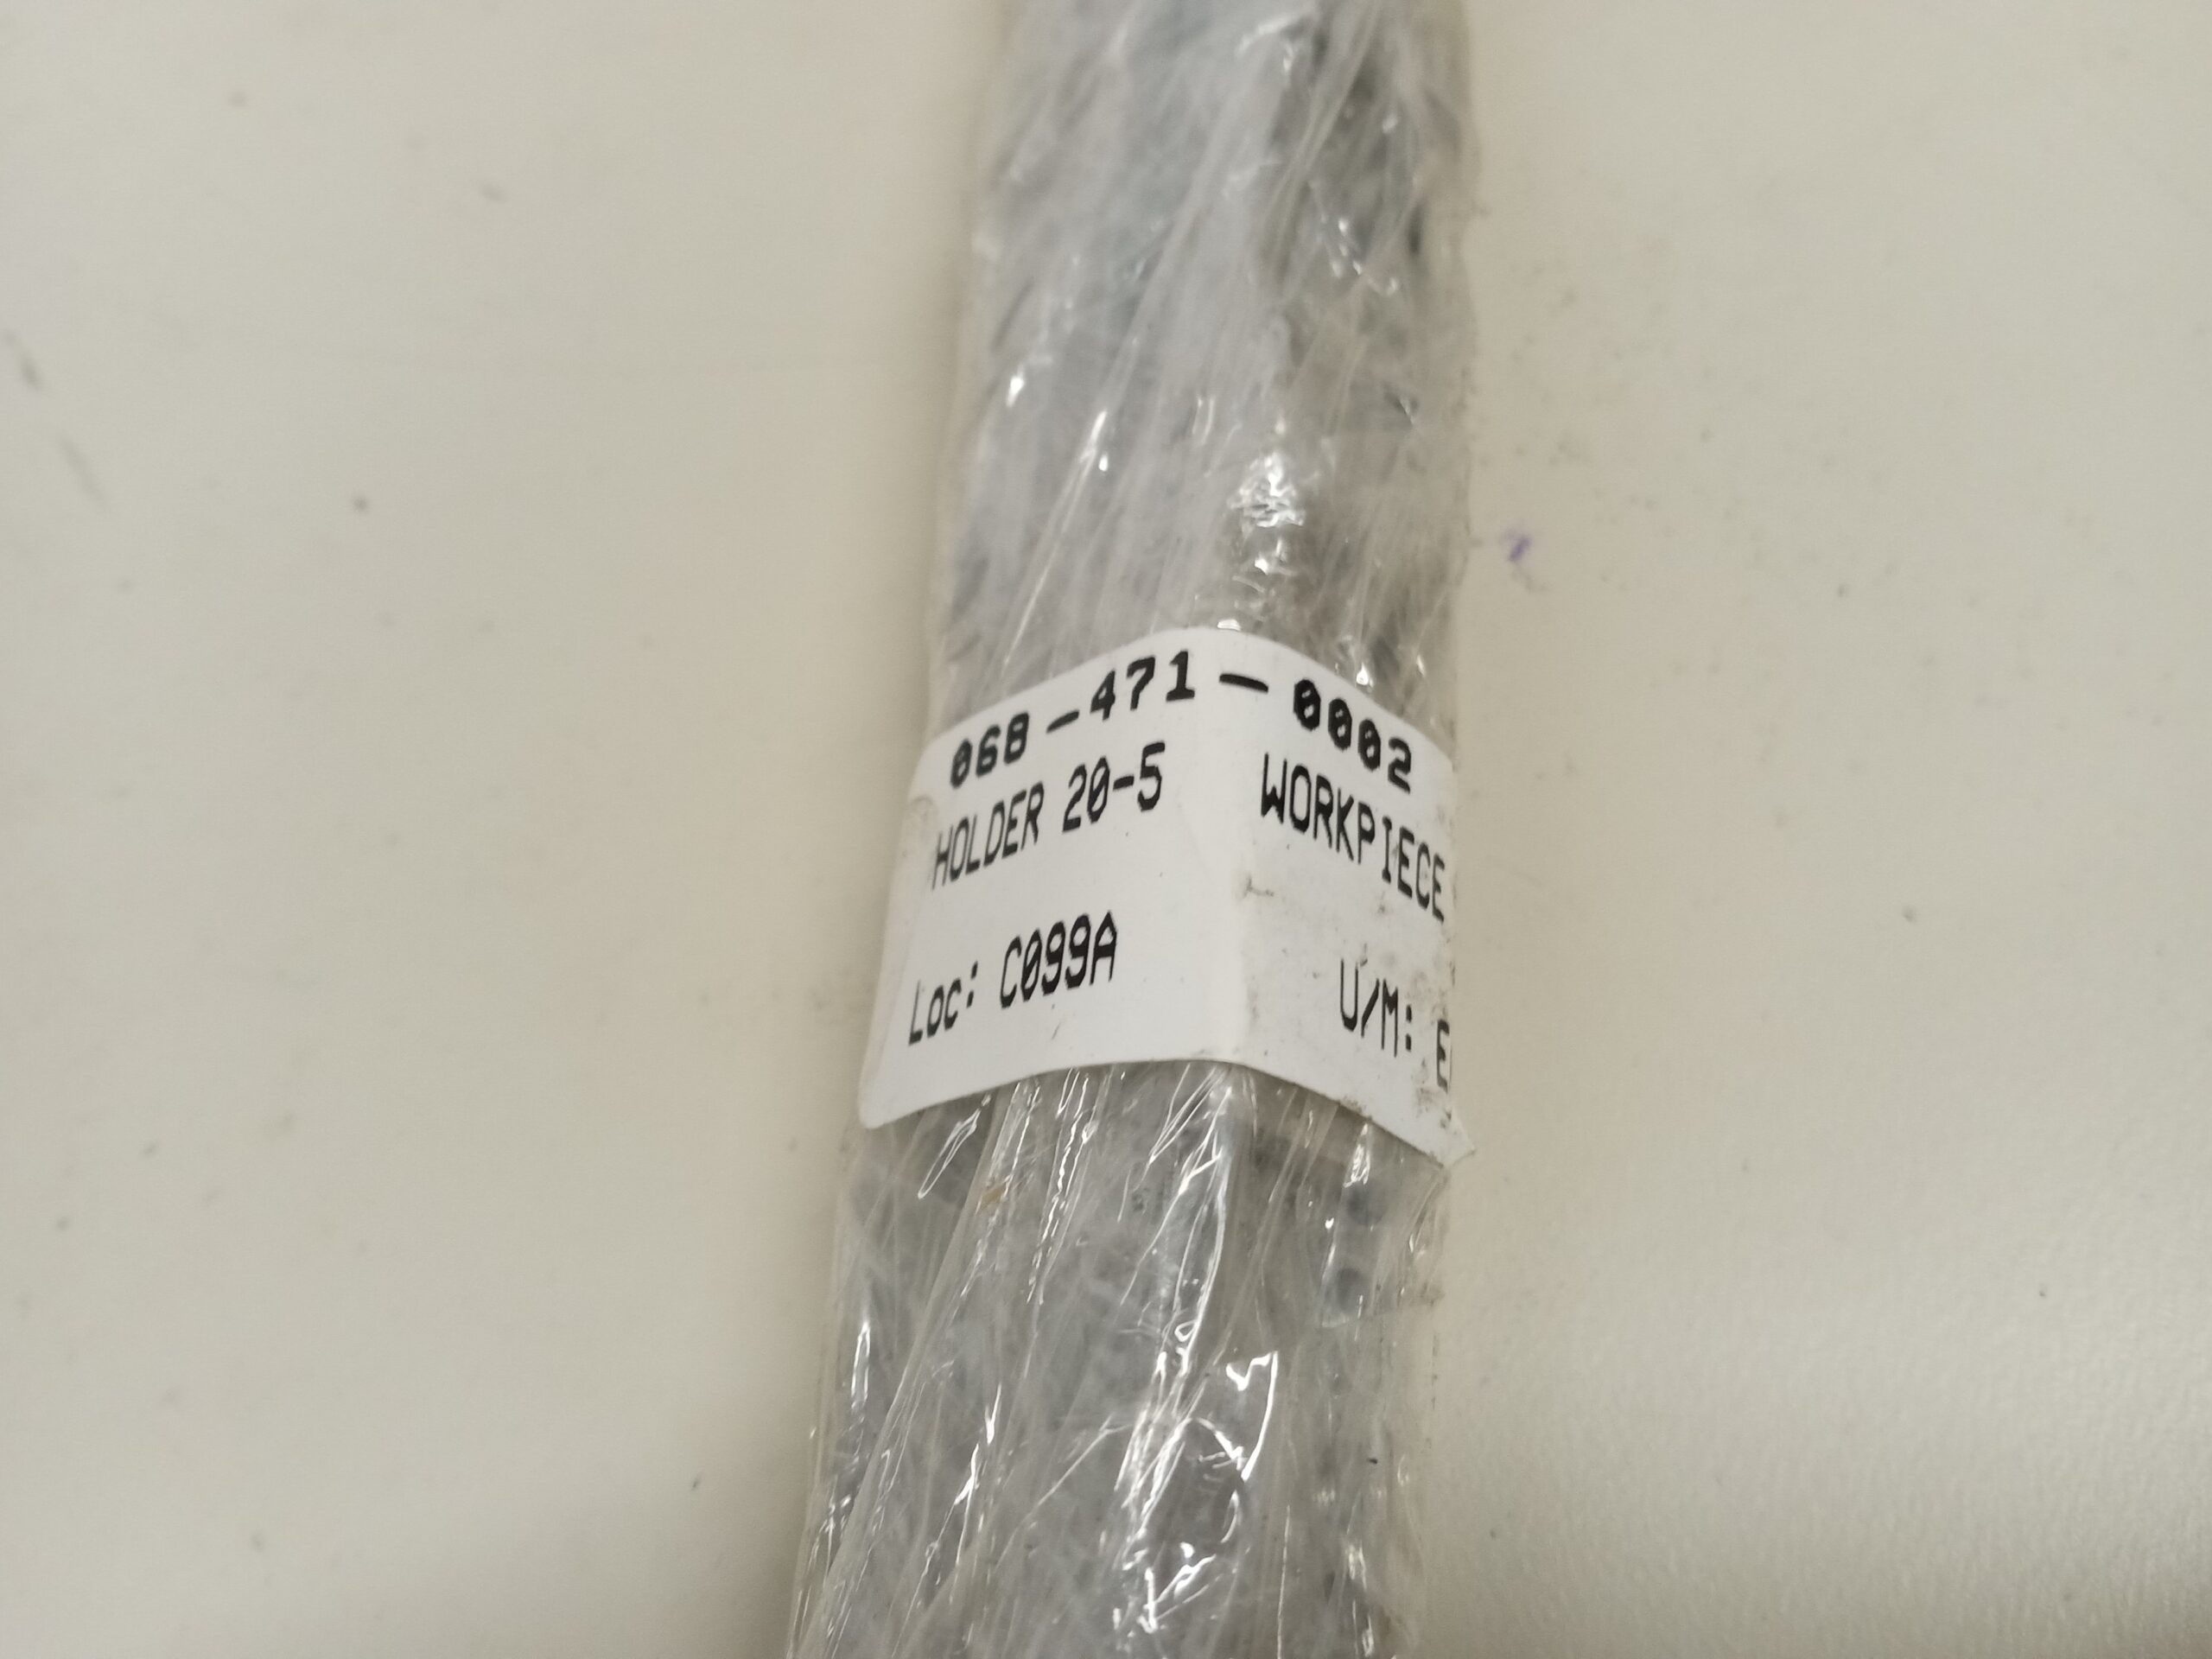 068-471-0002
HOLDER 20-5 WORKPIECE
Loc: C099A U/M: